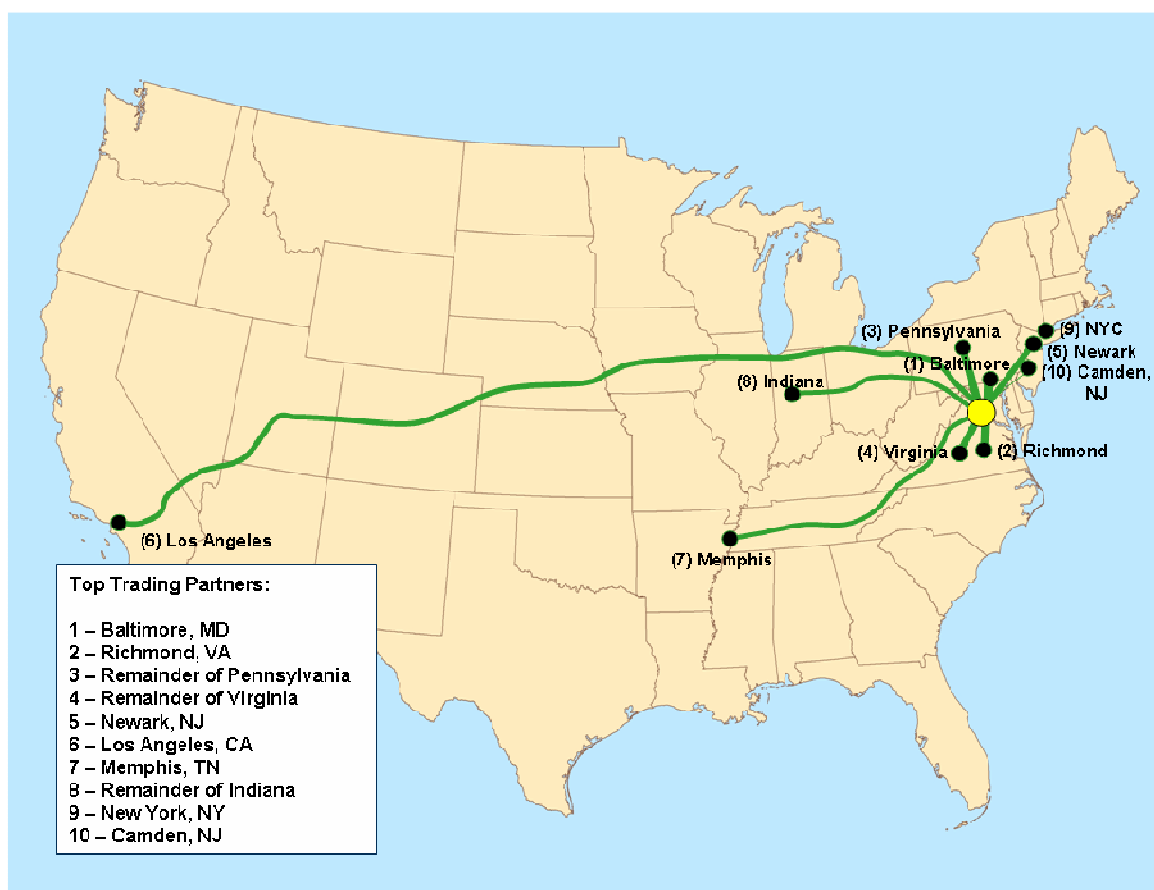 (3) Pennsylvania
(9) NYC
(5) Newark
(1) Baltimore
(10) Camden,
NJ
(8) Indiana
(4) Virginia
(2) Richmond
(6) Los Angeles
(7) Memphis
Top Trading Partners:
1 – Baltimore, MD
2 – Richmond, VA
3 – Remainder of Pennsylvania
4 – Remainder of Virginia
5 – Newark, NJ
6 – Los Angeles, CA
7 – Memphis, TN
8 – Remainder of Indiana
9 – New York, NY
10 – Camden, NJ